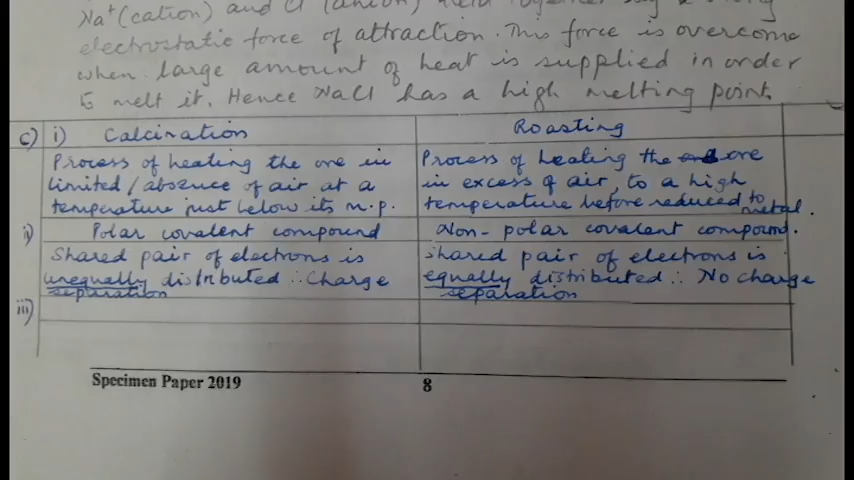 Na⁺ (cation) and Cl⁻ (anion) held together by a strong
electrostatic force of attraction. This force is overcome
when large amount of heat is supplied in order
to melt it. Hence NaCl has a high melting point.
c) i) Calcination Roasting
Process of heating the ore in Process of heating the ore
limited/absence of air at a in excess of air, to a high
temperature just below its m.p. temperature before reduced to metal.
ii) Polar covalent compound Non-polar covalent compound.
Shared pair of electrons is shared pair of electrons is
unequally distributed ∴ Charge equally distributed ∴ No charge
separation separation
iii)
Specimen Paper 2019 8